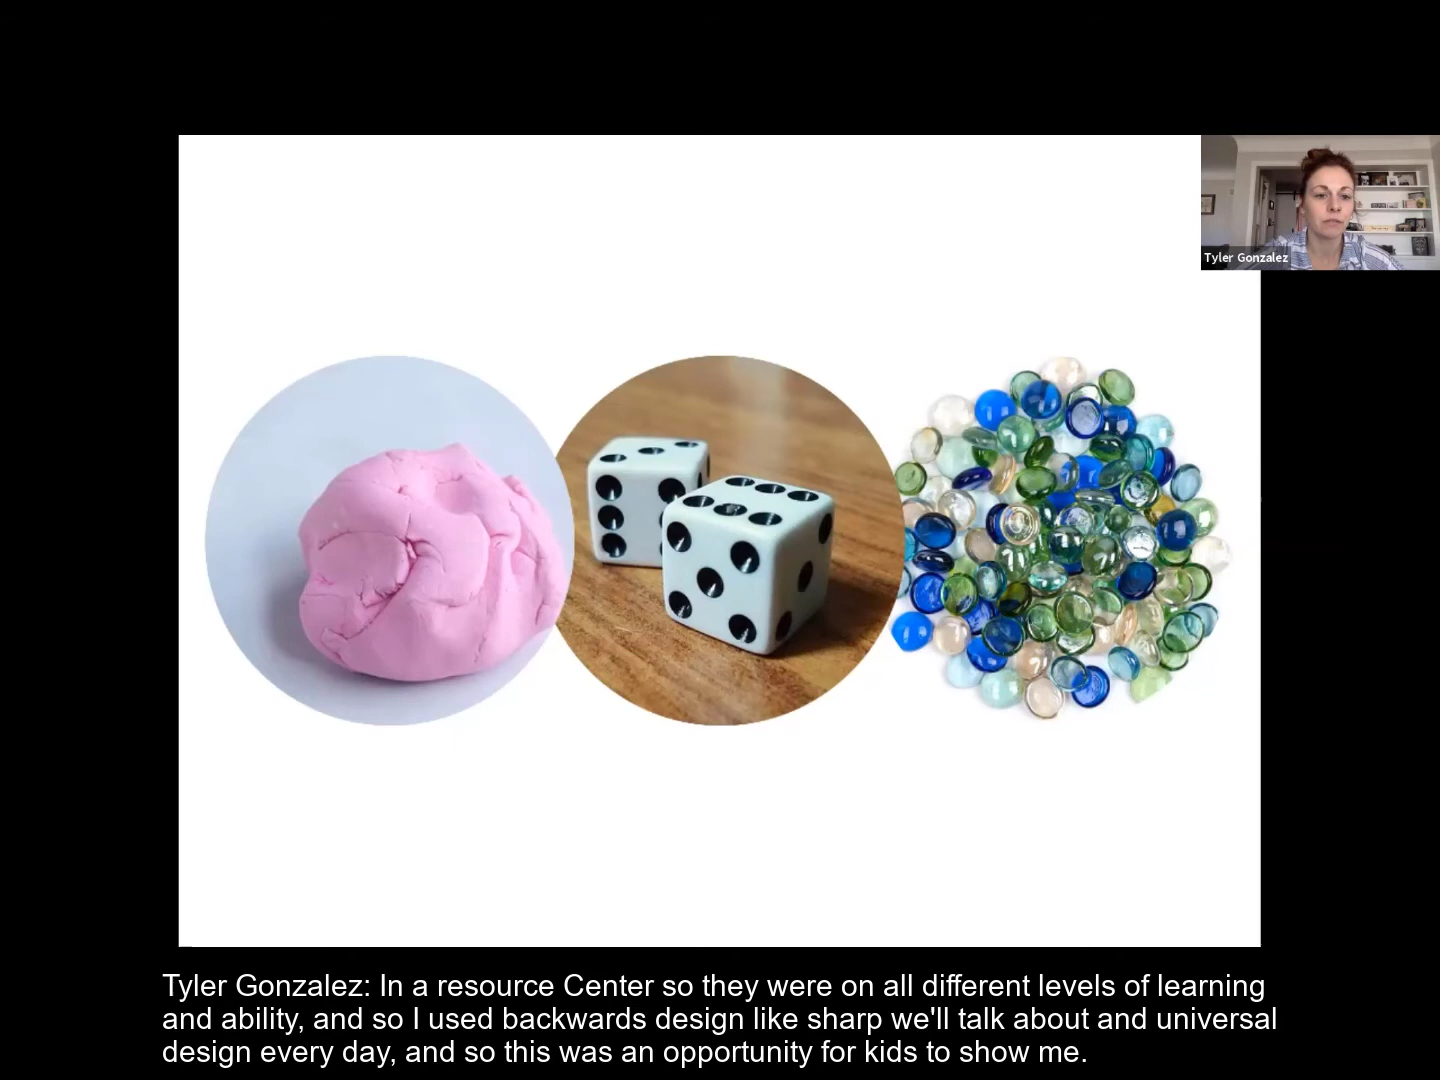 Tyler Gonzalez
Tyler Gonzalez: In a resource Center so they were on all different levels of learning
and ability, and so I used backwards design like sharp we'll talk about and universal
design every day, and so this was an opportunity for kids to show me.